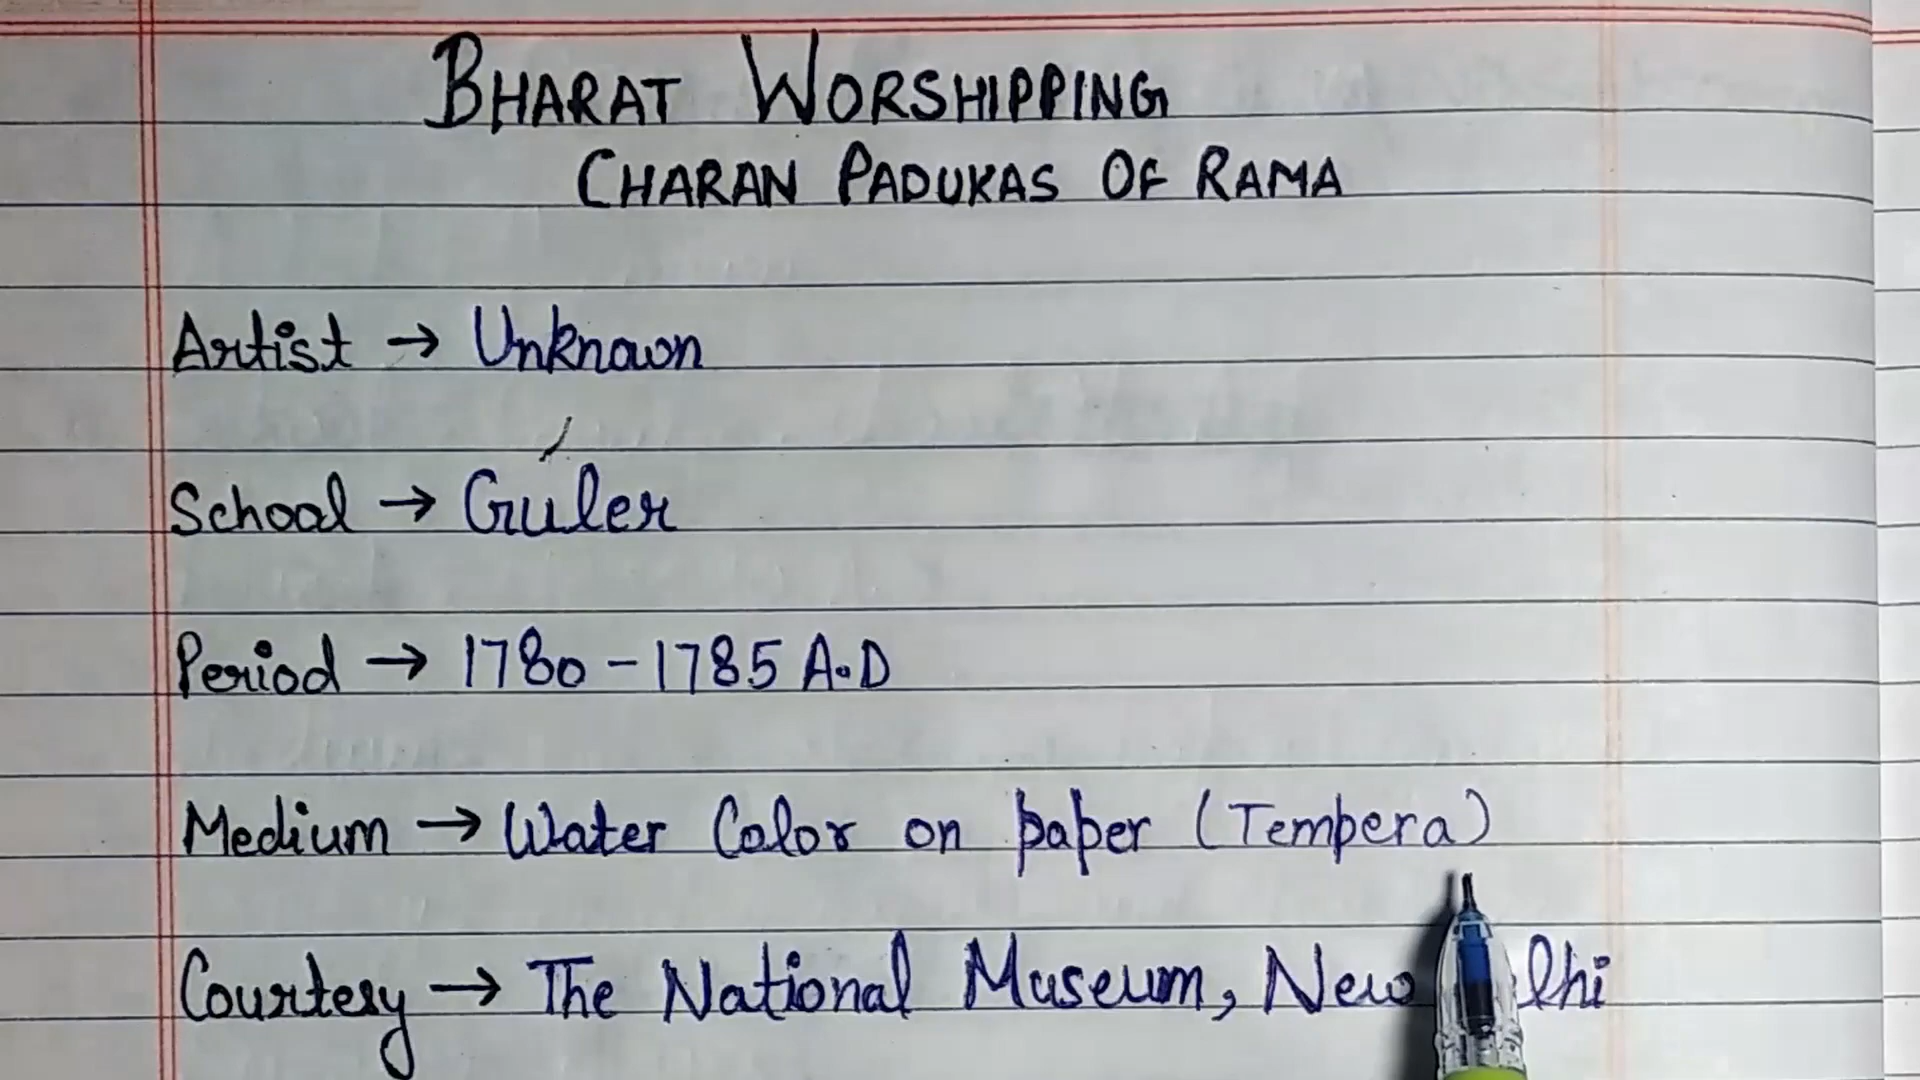 BHARAT WORSHIPPING
CHARAN PADUKAS OF RAMA
Artist → Unknown
School → Guler
Period → 1780 - 1785 A.D
Medium → Water Color on paper (Tempera)
Courtesy → The National Museum, New lhi